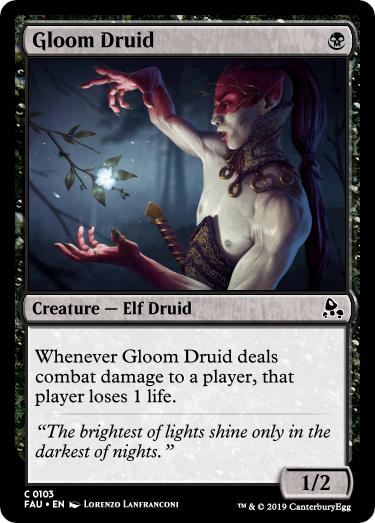 Gloom Druid
Creature — Elf Druid
Whenever Gloom Druid deals
combat damage to a player, that
player loses 1 life.
“The brightest of lights shine only in the
darkest of nights.”
1/2
C 0103
FAU • EN LORENZO LANFRANCONI
™ & © 2019 CanterburyEgg